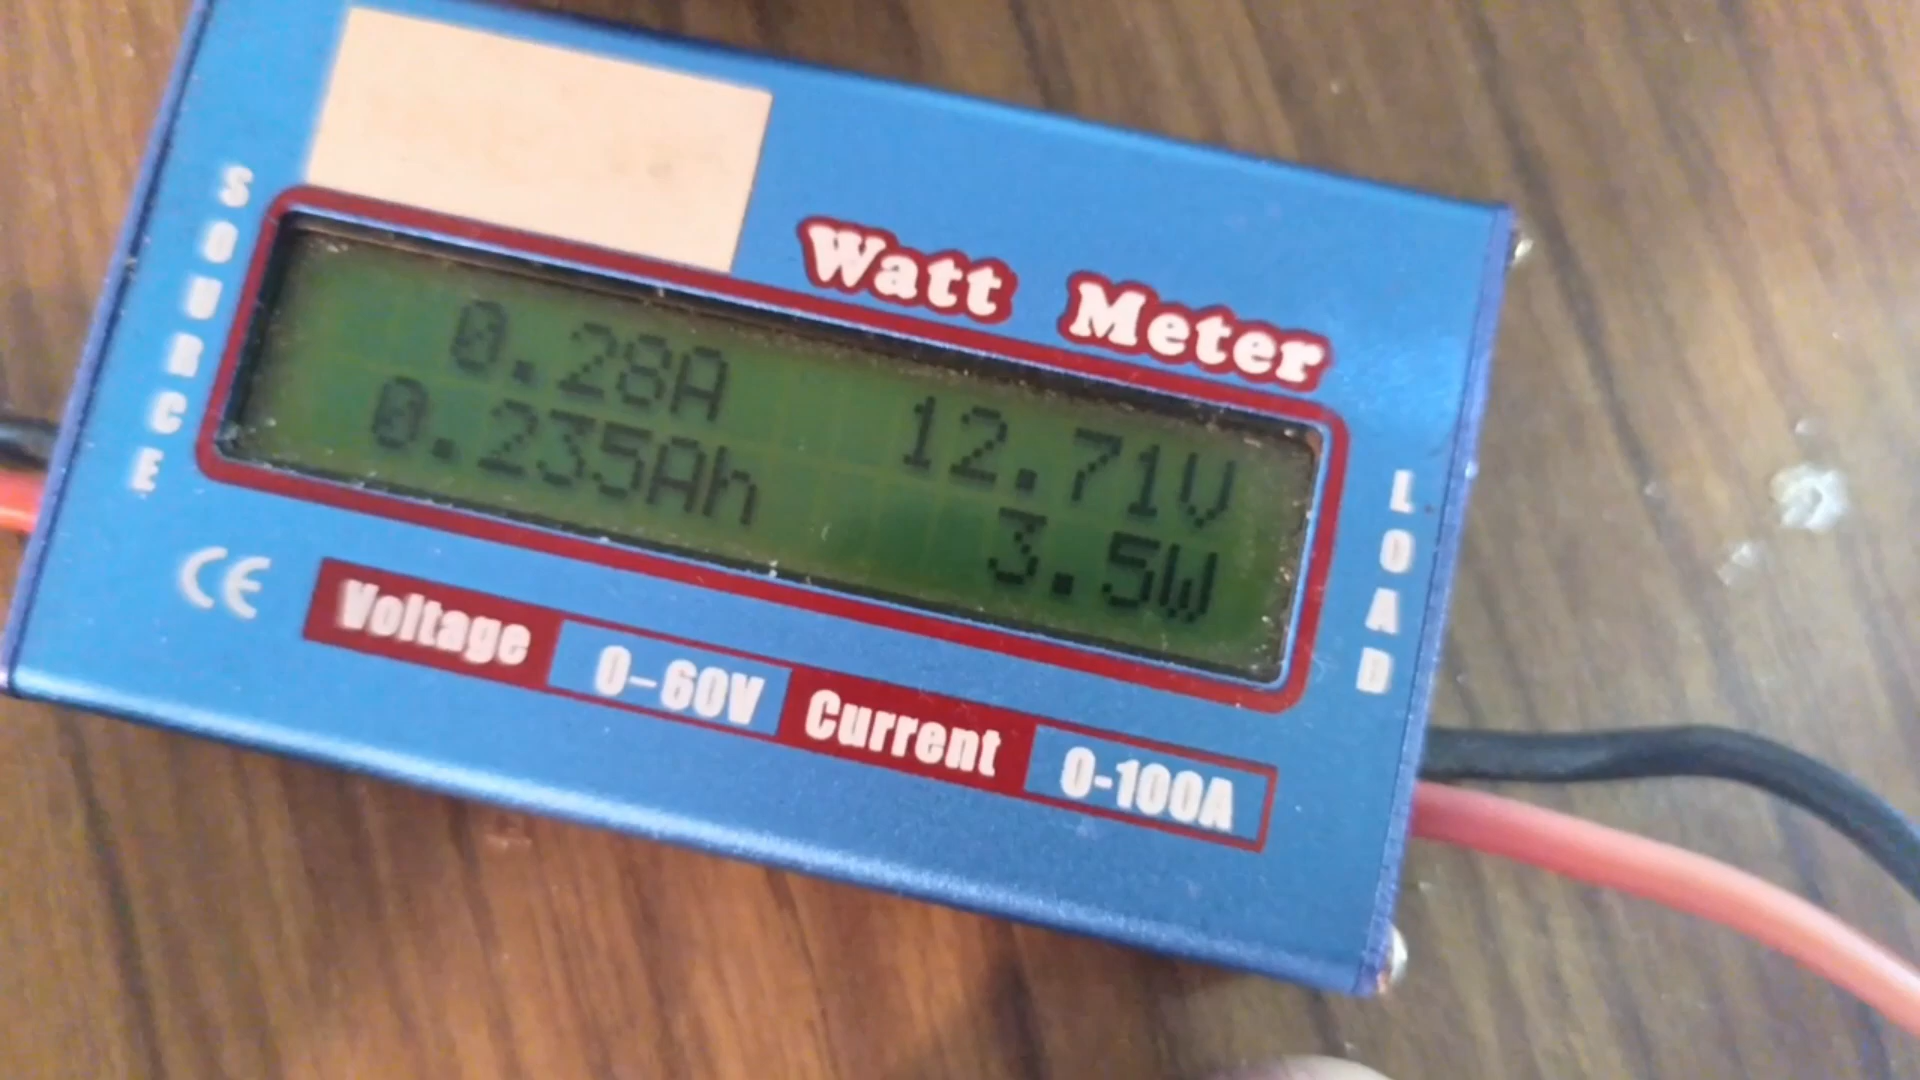 Watt Meter
SOURCE
0.28A 12.71V
0.235Ah 3.5W
LOAD
CE
Voltage 0-60V Current 0-100A